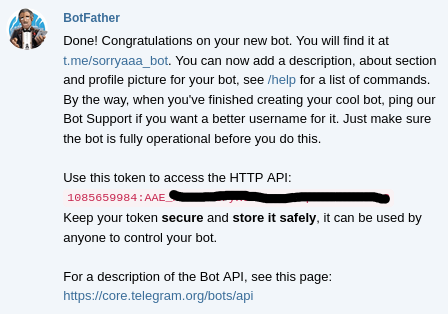 BotFather
Done! Congratulations on your new bot. You will find it at
t.me/sorryaaa_bot. You can now add a description, about section
and profile picture for your bot, see /help for a list of commands.
By the way, when you've finished creating your cool bot, ping our
Bot Support if you want a better username for it. Just make sure
the bot is fully operational before you do this.
Use this token to access the HTTP API:
1085659984:AAE_
Keep your token secure and store it safely, it can be used by
anyone to control your bot.
For a description of the Bot API, see this page:
https://core.telegram.org/bots/api